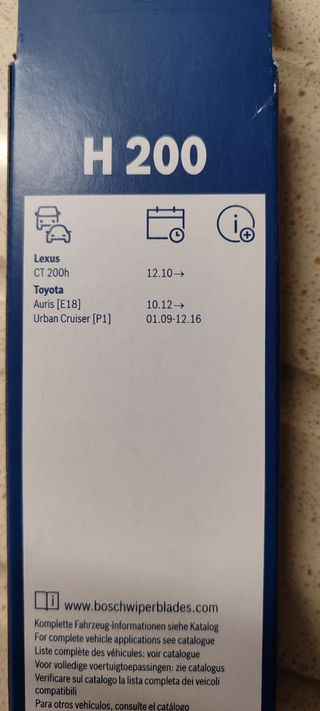 H 200
Lexus
CT 200h 12.10→
Toyota
Auris [E18] 10.12→
Urban Cruiser [P1] 01.09-12.16
www.boschwiperblades.com
Komplette Fahrzeug-Informationen siehe Katalog
For complete vehicle applications see catalogue
Liste complète des véhicules: voir catalogue
Voor volledige voertuigtoepassingen: zie catalogus
Verificare sul catalogo la lista completa dei veicoli
compatibili
Para otros vehículos, consulte el catálogo